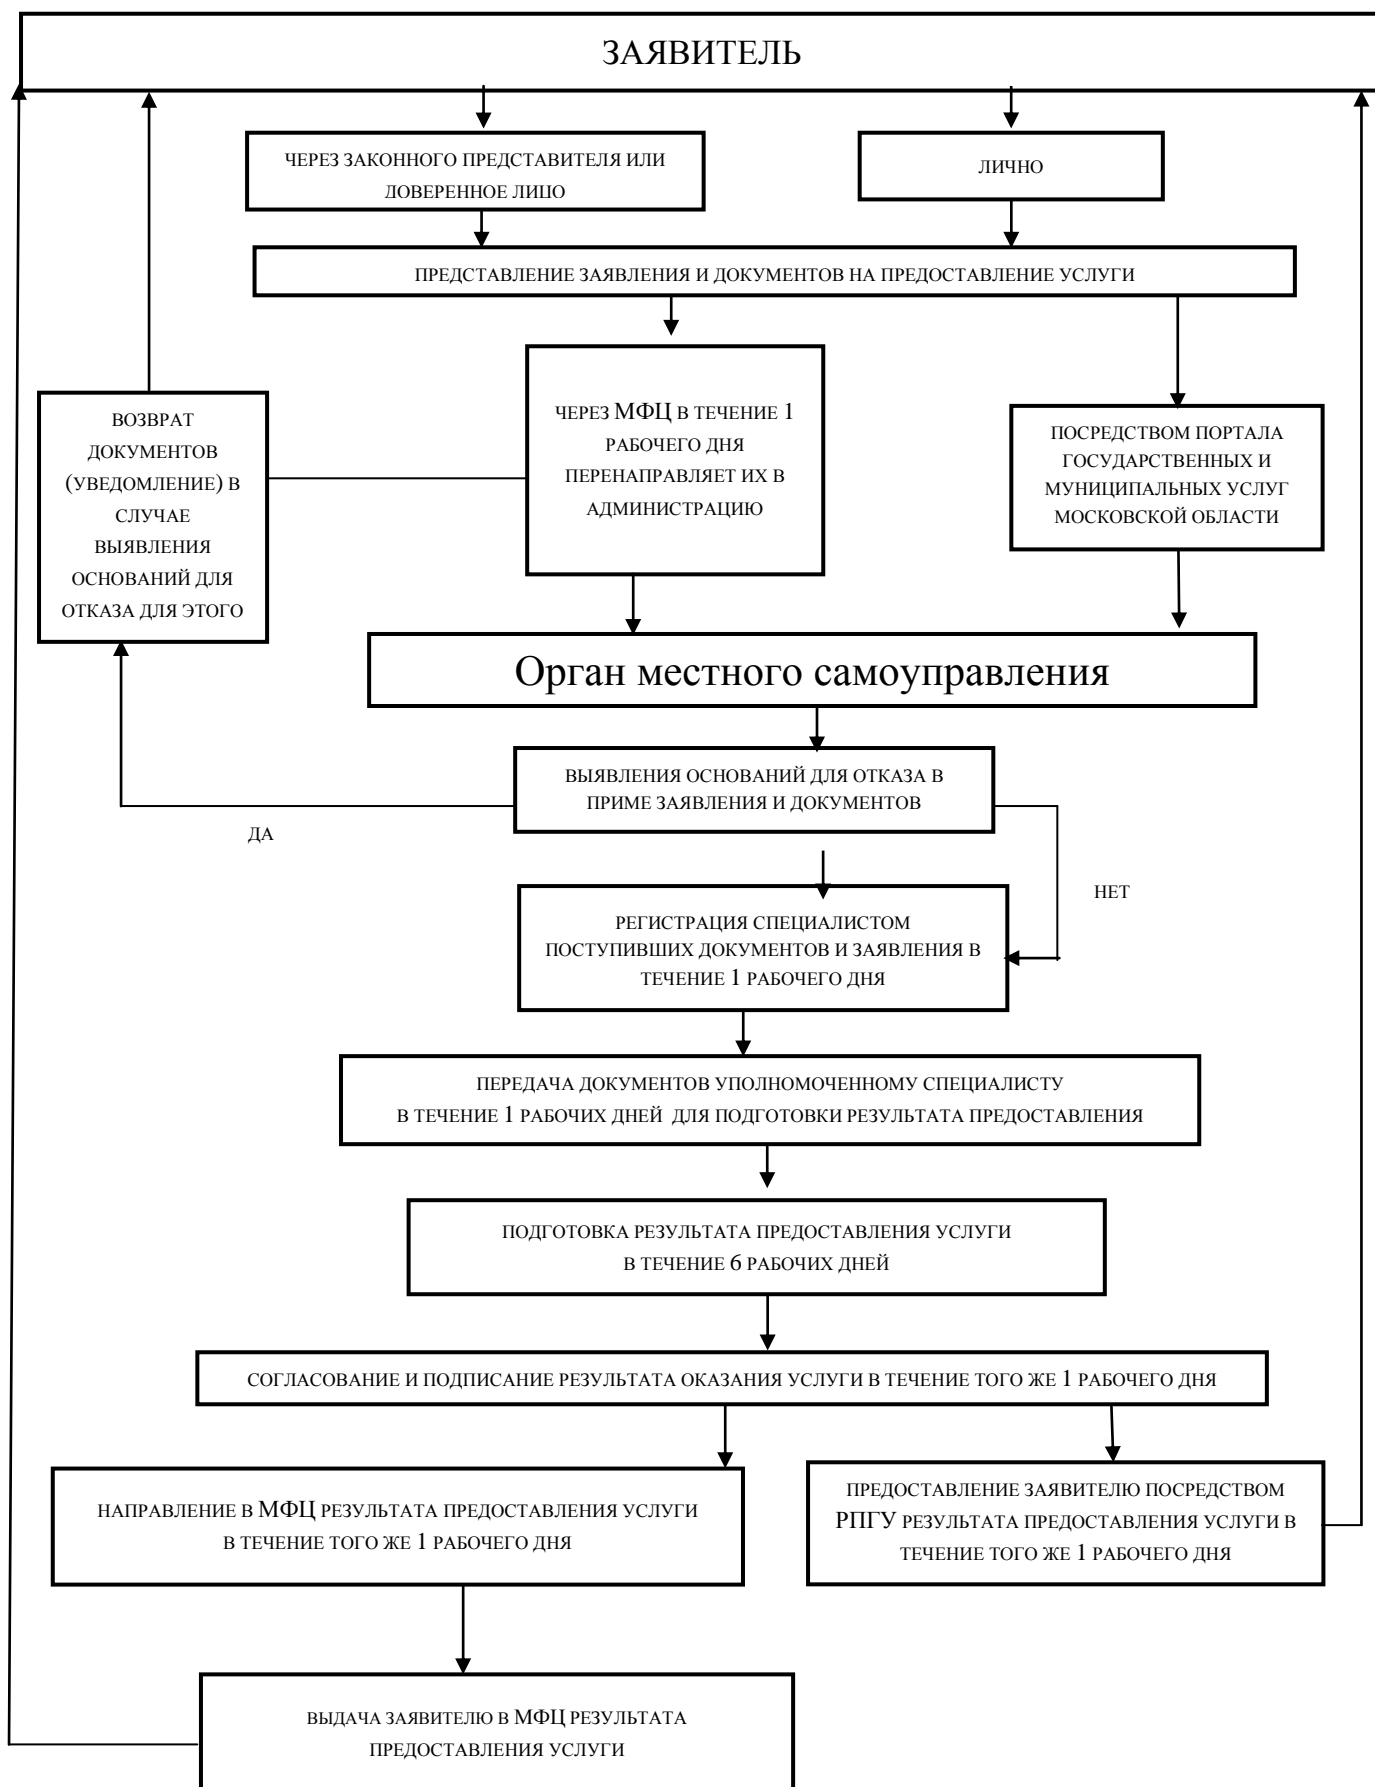 ЗАЯВИТЕЛЬ
ЧЕРЕЗ ЗАКОННОГО ПРЕДСТАВИТЕЛЯ ИЛИ
ДОВЕРЕННОЕ ЛИЦО
ЛИЧНО
ПРЕДСТАВЛЕНИЕ ЗАЯВЛЕНИЯ И ДОКУМЕНТОВ НА ПРЕДОСТАВЛЕНИЕ УСЛУГИ
ВОЗВРАТ
ДОКУМЕНТОВ
(УВЕДОМЛЕНИЕ) В
СЛУЧАЕ
ВЫЯВЛЕНИЯ
ОСНОВАНИЙ ДЛЯ
ОТКАЗА ДЛЯ ЭТОГО
ЧЕРЕЗ МФЦ В ТЕЧЕНИЕ 1
РАБОЧЕГО ДНЯ
ПЕРЕНАПРАВЛЯЕТ ИХ В
АДМИНИСТРАЦИЮ
ПОСРЕДСТВОМ ПОРТАЛА
ГОСУДАРСТВЕННЫХ И
МУНИЦИПАЛЬНЫХ УСЛУГ
МОСКОВСКОЙ ОБЛАСТИ
Орган местного самоуправления
ВЫЯВЛЕНИЯ ОСНОВАНИЙ ДЛЯ ОТКАЗА В
ПРИМЕ ЗАЯВЛЕНИЯ И ДОКУМЕНТОВ
ДА
НЕТ
РЕГИСТРАЦИЯ СПЕЦИАЛИСТОМ
ПОСТУПИВШИХ ДОКУМЕНТОВ И ЗАЯВЛЕНИЯ В
ТЕЧЕНИЕ 1 РАБОЧЕГО ДНЯ
ПЕРЕДАЧА ДОКУМЕНТОВ УПОЛНОМОЧЕННОМУ СПЕЦИАЛИСТУ
В ТЕЧЕНИЕ 1 РАБОЧИХ ДНЕЙ ДЛЯ ПОДГОТОВКИ РЕЗУЛЬТАТА ПРЕДОСТАВЛЕНИЯ
ПОДГОТОВКА РЕЗУЛЬТАТА ПРЕДОСТАВЛЕНИЯ УСЛУГИ
В ТЕЧЕНИЕ 6 РАБОЧИХ ДНЕЙ
СОГЛАСОВАНИЕ И ПОДПИСАНИЕ РЕЗУЛЬТАТА ОКАЗАНИЯ УСЛУГИ В ТЕЧЕНИЕ ТОГО ЖЕ 1 РАБОЧЕГО ДНЯ
НАПРАВЛЕНИЕ В МФЦ РЕЗУЛЬТАТА ПРЕДОСТАВЛЕНИЯ УСЛУГИ
В ТЕЧЕНИЕ ТОГО ЖЕ 1 РАБОЧЕГО ДНЯ
ПРЕДОСТАВЛЕНИЕ ЗАЯВИТЕЛЮ ПОСРЕДСТВОМ
РПГУ РЕЗУЛЬТАТА ПРЕДОСТАВЛЕНИЯ УСЛУГИ В
ТЕЧЕНИЕ ТОГО ЖЕ 1 РАБОЧЕГО ДНЯ
ВЫДАЧА ЗАЯВИТЕЛЮ В МФЦ РЕЗУЛЬТАТА
ПРЕДОСТАВЛЕНИЯ УСЛУГИ